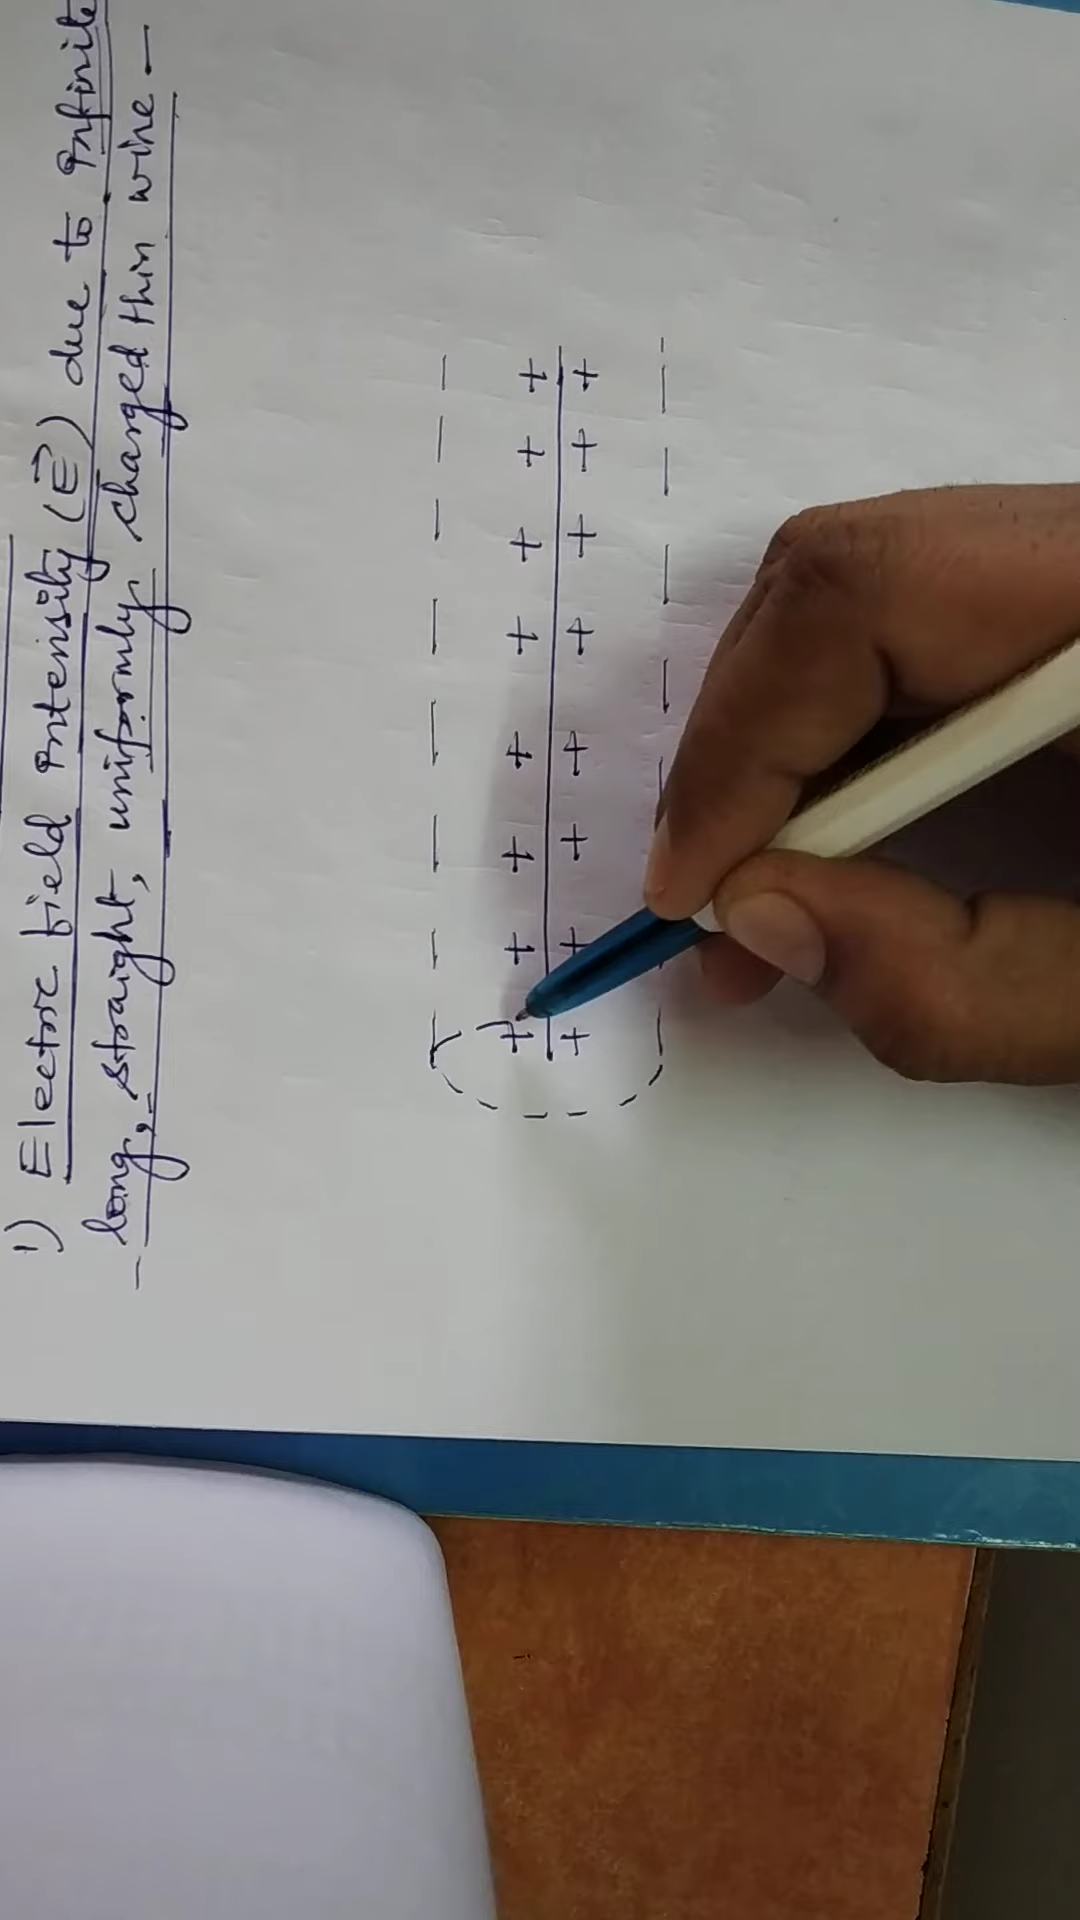 1) Electric field intensity (E⃗) due to infinite
- long, straight, uniformly charged thin wire -
+ + + + + + + +
+ + + + + + + +